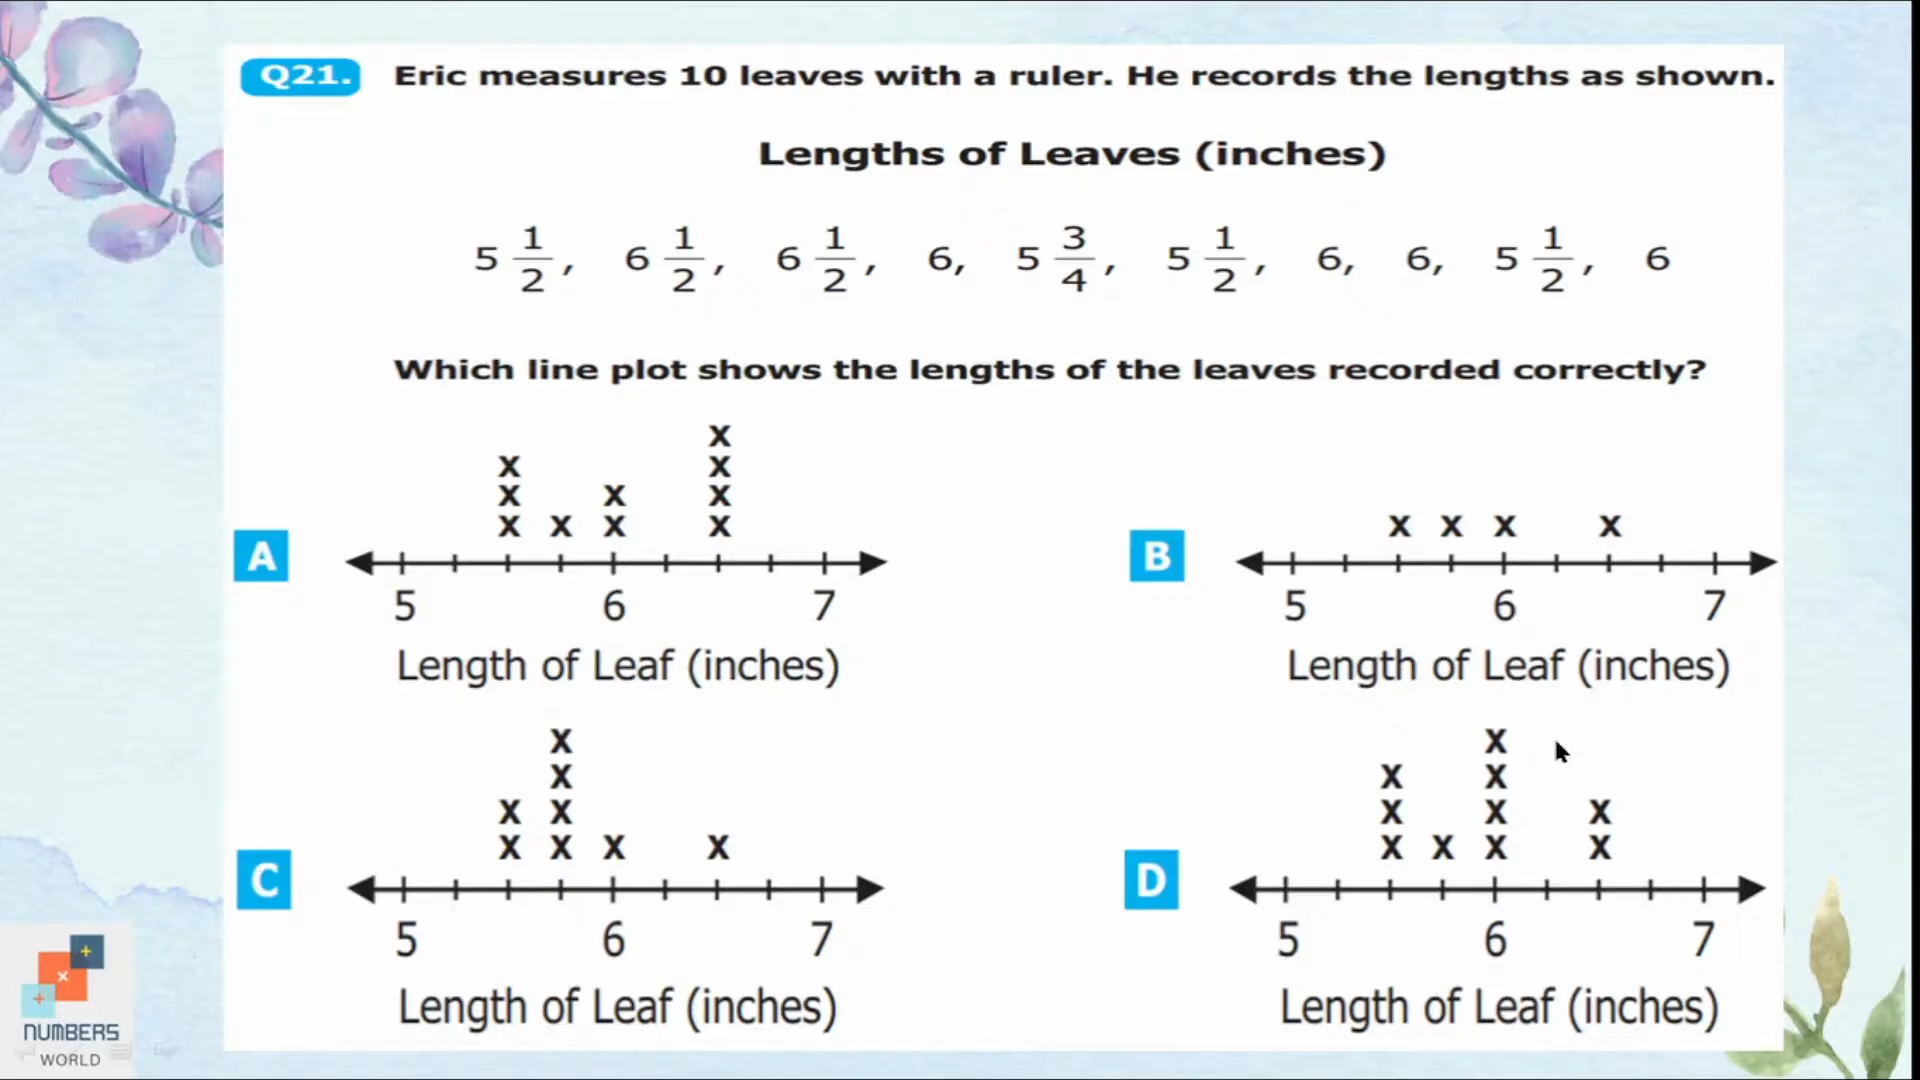 Q21. Eric measures 10 leaves with a ruler. He records the lengths as shown.
Lengths of Leaves (inches)
5 1/2, 6 1/2, 6 1/2, 6, 5 3/4, 5 1/2, 6, 6, 5 1/2, 6
Which line plot shows the lengths of the leaves recorded correctly?
x
x x
x x x
x x x x
A
5 6 7
Length of Leaf (inches)
x x x x
B
5 6 7
Length of Leaf (inches)
x
x
x x
x x x x
C
5 6 7
Length of Leaf (inches)
x
x x
x x x
x x x x
D
5 6 7
Length of Leaf (inches)
+
×
+
NUMBERS
WORLD